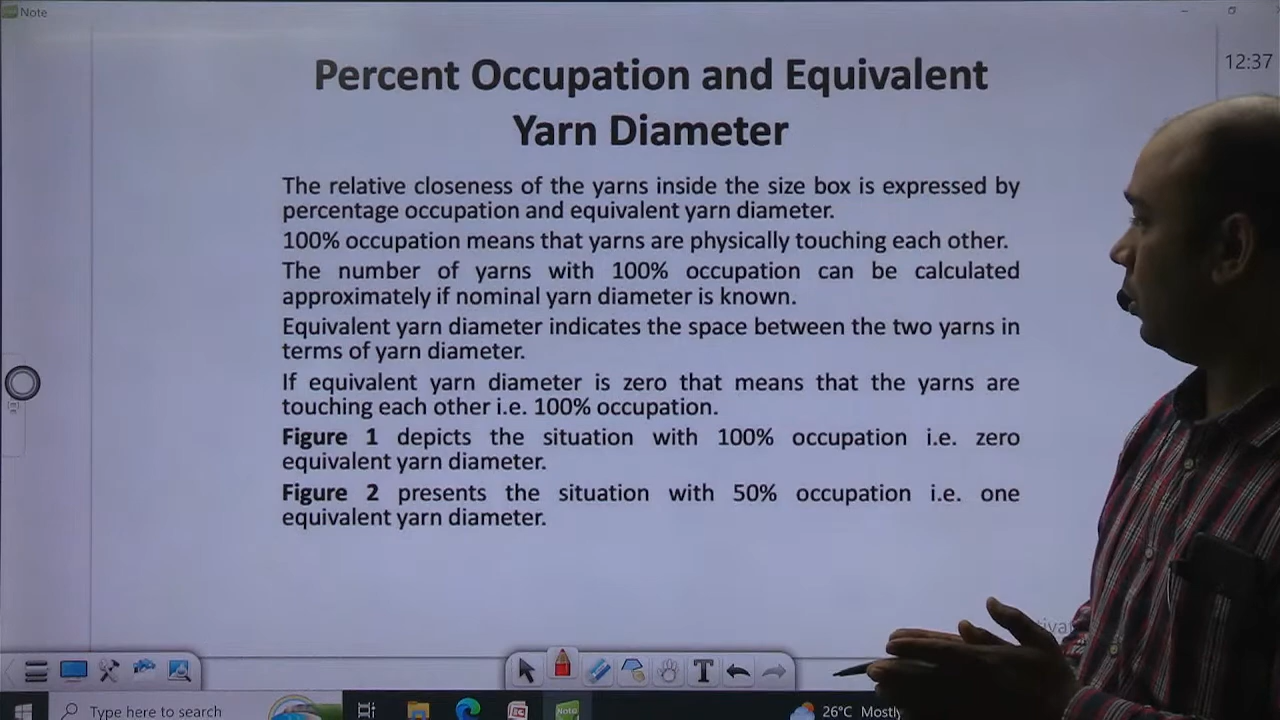 Note
12:37
Percent Occupation and Equivalent
Yarn Diameter
The relative closeness of the yarns inside the size box is expressed by
percentage occupation and equivalent yarn diameter.
100% occupation means that yarns are physically touching each other.
The number of yarns with 100% occupation can be calculated
approximately if nominal yarn diameter is known.
Equivalent yarn diameter indicates the space between the two yarns in
terms of yarn diameter.
If equivalent yarn diameter is zero that means that the yarns are
touching each other i.e. 100% occupation.
Figure 1 depicts the situation with 100% occupation i.e. zero
equivalent yarn diameter.
Figure 2 presents the situation with 50% occupation i.e. one
equivalent yarn diameter.
T
Type here to search
Note
26°C Mostly